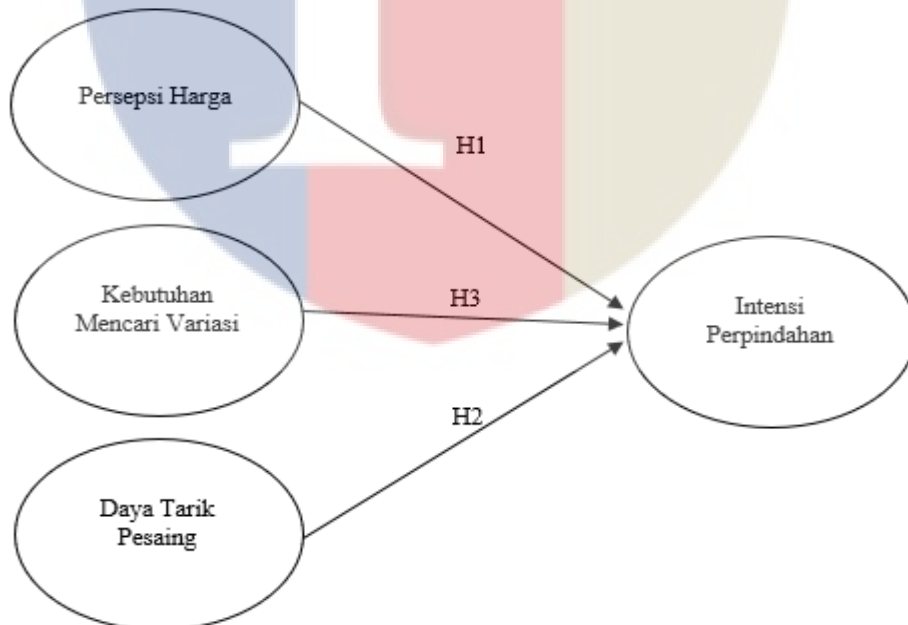 Persepsi Harga
H1
Kebutuhan
Mencari Variasi
H3
Intensi
Perpindahan
H2
Daya Tarik
Pesaing